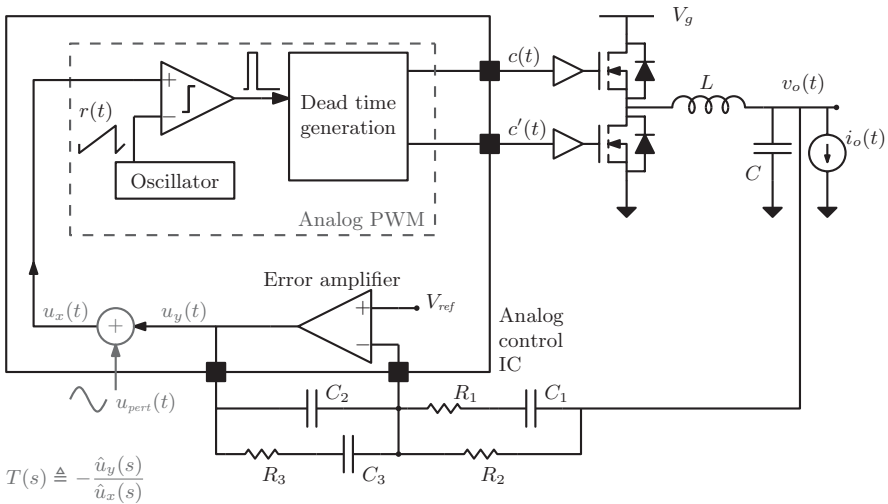 V_g
c(t)
L
v_o(t)
r(t)
+
−
Dead time
generation
c′(t)
i_o(t)
Oscillator
C
Analog PWM
Error amplifier
u_x(t)
+
u_y(t)
+
−
V_ref
Analog
control
IC
u_pert(t)
C_2
R_1
C_1
R_3
C_3
R_2
T(s) ≜ − û_y(s) / û_x(s)